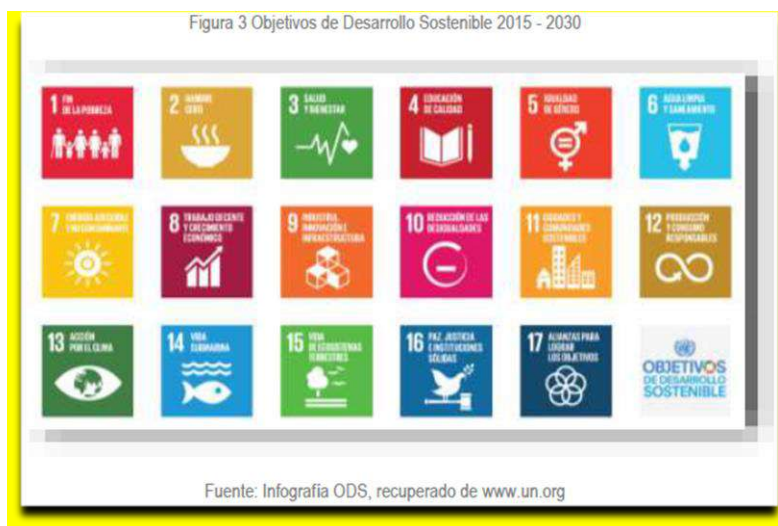 Figura 3 Objetivos de Desarrollo Sostenible 2015 - 2030
1 FIN
DE LA POBREZA
2 HAMBRE
CERO
3 SALUD
Y BIENESTAR
4 EDUCACIÓN
DE CALIDAD
5 IGUALDAD
DE GÉNERO
6 AGUA LIMPIA
Y SANEAMIENTO
7 ENERGÍA ASEQUIBLE
Y NO CONTAMINANTE
8 TRABAJO DECENTE
Y CRECIMIENTO
ECONÓMICO
9 INDUSTRIA,
INNOVACIÓN E
INFRAESTRUCTURA
10 REDUCCIÓN DE LAS
DESIGUALDADES
11 CIUDADES Y
COMUNIDADES
SOSTENIBLES
12 PRODUCCIÓN
Y CONSUMO
RESPONSABLES
13 ACCIÓN
POR EL CLIMA
14 VIDA
SUBMARINA
15 VIDA
DE ECOSISTEMAS
TERRESTRES
16 PAZ, JUSTICIA
E INSTITUCIONES
SÓLIDAS
17 ALIANZAS PARA
LOGRAR
LOS OBJETIVOS
OBJETIVOS
DE DESARROLLO
SOSTENIBLE
Fuente: Infografía ODS, recuperado de www.un.org